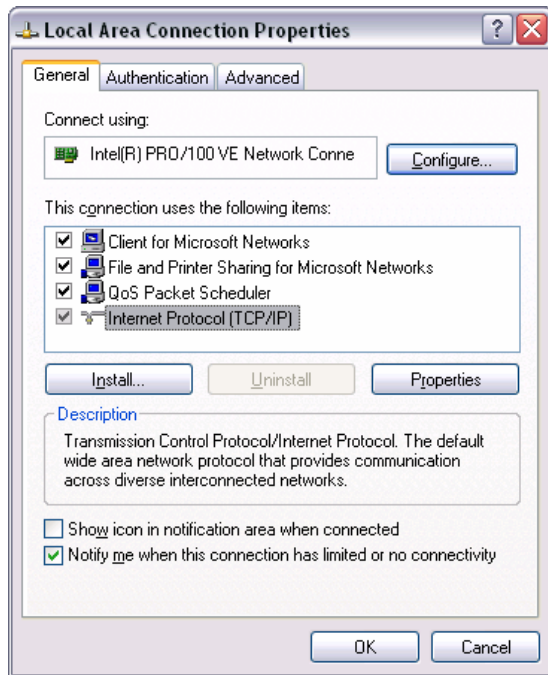 Local Area Connection Properties
General Authentication Advanced
Connect using:
Intel(R) PRO/100 VE Network Conne
Configure...
This connection uses the following items:
Client for Microsoft Networks
File and Printer Sharing for Microsoft Networks
QoS Packet Scheduler
Internet Protocol (TCP/IP)
Install... Uninstall Properties
Description
Transmission Control Protocol/Internet Protocol. The default
wide area network protocol that provides communication
across diverse interconnected networks.
Show icon in notification area when connected
Notify me when this connection has limited or no connectivity
OK Cancel